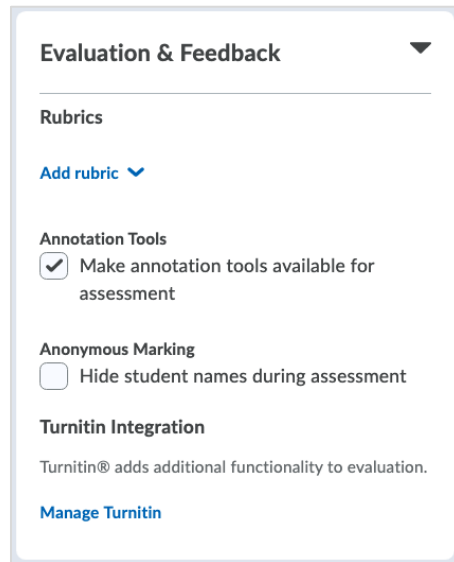 Evaluation & Feedback
Rubrics
Add rubric
Annotation Tools
Make annotation tools available for
assessment
Anonymous Marking
Hide student names during assessment
Turnitin Integration
Turnitin® adds additional functionality to evaluation.
Manage Turnitin